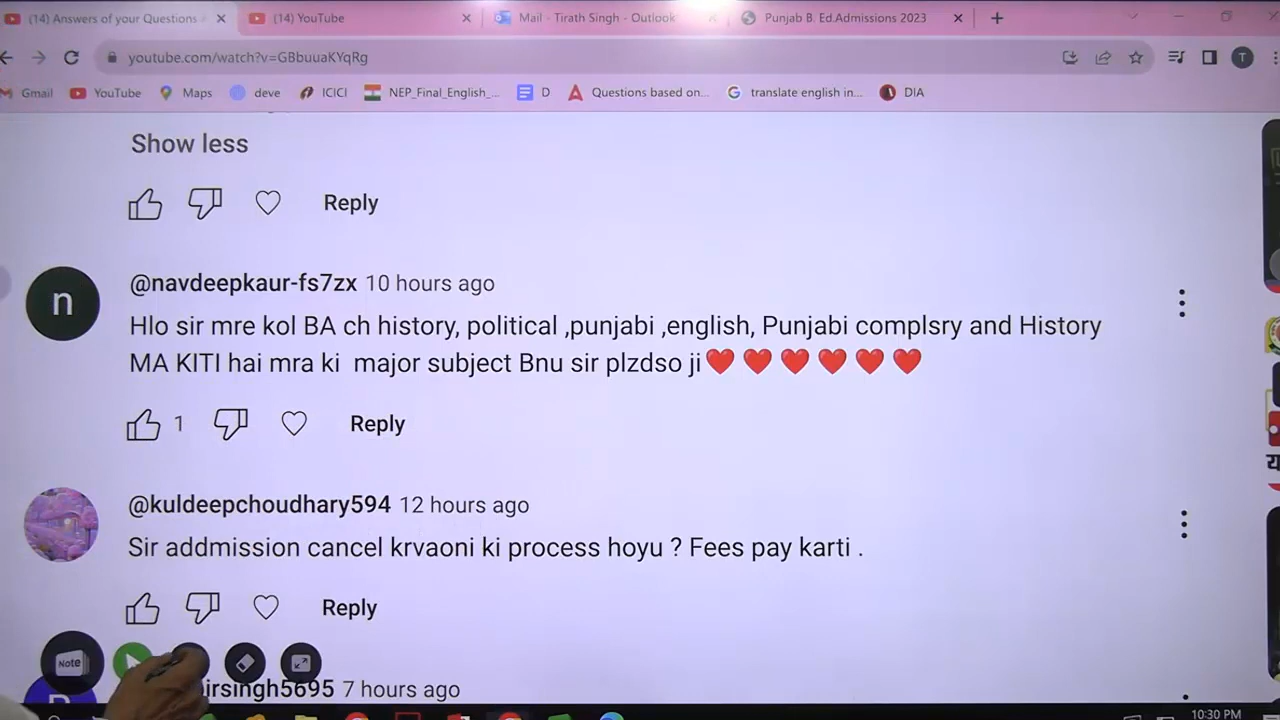 (14) Answers of your Questions
(14) YouTube
Mail - Tirath Singh - Outlook
Punjab B. Ed.Admissions 2023
youtube.com/watch?v=GBbuuaKYqRg
T
Gmail
YouTube
Maps
deve
ICICI
NEP_Final_English_...
D
Questions based on...
translate english in...
DIA
Show less
Reply
n
@navdeepkaur-fs7zx 10 hours ago
Hlo sir mre kol BA ch history, political ,punjabi ,english, Punjabi complsry and History
MA KITI hai mra ki major subject Bnu sir plzdso ji❤️❤️❤️❤️❤️❤️
1
Reply
@kuldeepchoudhary594 12 hours ago
Sir addmission cancel krvaoni ki process hoyu ? Fees pay karti .
Reply
Note
irsingh5695 7 hours ago
10:30 PM